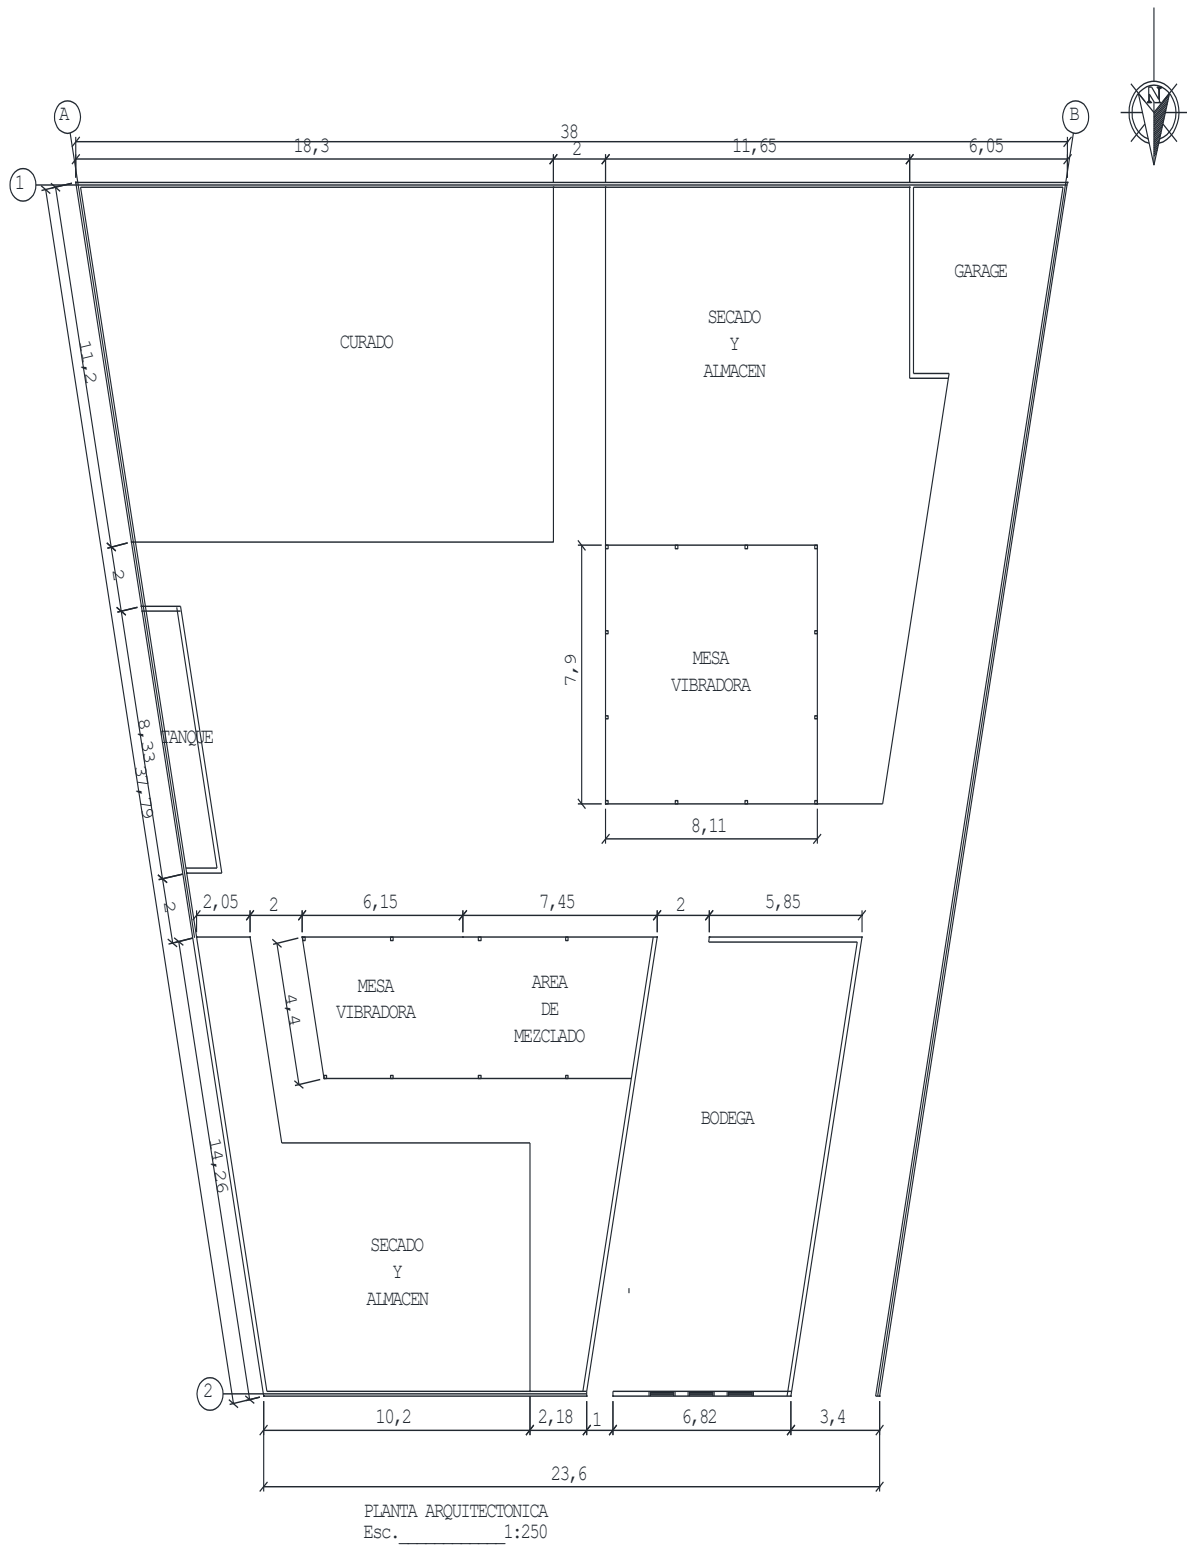 N
A
B
38
18,3
2
11,65
6,05
1
GARAGE
SECADO
Y
ALMACEN
CURADO
11,2
2
7,9
MESA
VIBRADORA
TANQUE
8,33
37,79
8,11
2
2,05
2
6,15
7,45
2
5,85
4,4
MESA
VIBRADORA
AREA
DE
MEZCLADO
BODEGA
14,26
SECADO
Y
ALMACEN
2
10,2
2,18
1
6,82
3,4
23,6
PLANTA ARQUITECTONICA
Esc.____________1:250